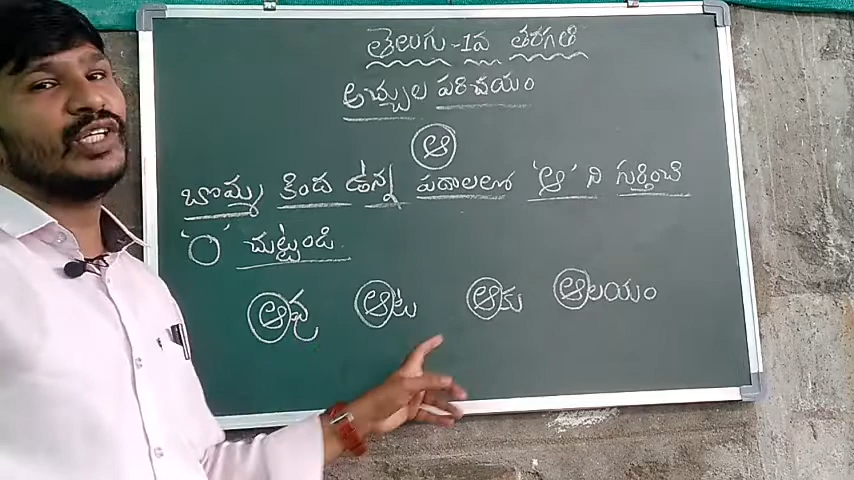 తెలుగు-1వ తరగతి
అచ్చుల పరిచయం
ఆ
బొమ్మ కింద ఉన్న పదాలలో 'ఆ' ని గుర్తించి
'O' చుట్టండి.
ఆవు ఆటు ఆకు ఆలయం